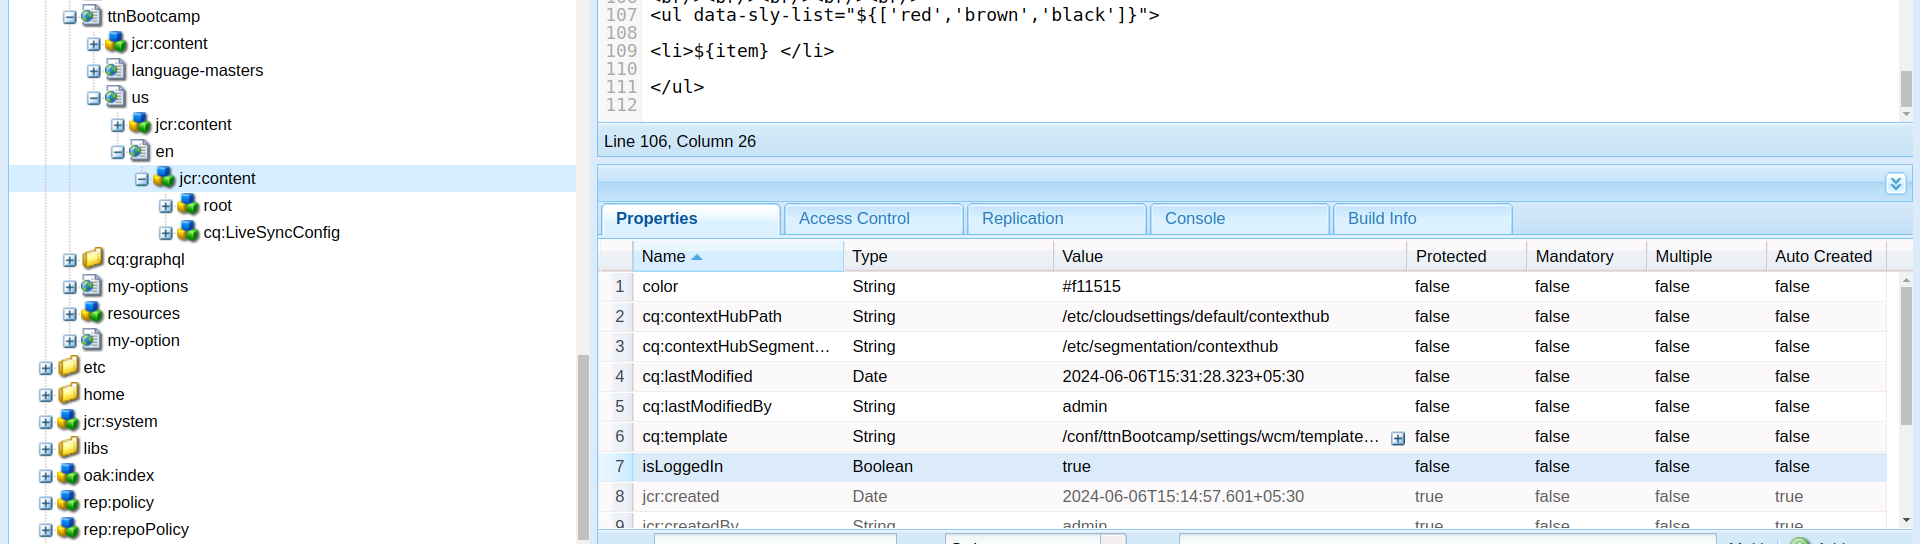 ttnBootcamp
jcr:content
language-masters
us
jcr:content
en
jcr:content
root
cq:LiveSyncConfig
cq:graphql
my-options
resources
my-option
etc
home
jcr:system
libs
oak:index
rep:policy
rep:repoPolicy
107 <ul data-sly-list="${['red','brown','black']}">
108
109 <li>${item} </li>
110
111 </ul>
112
Line 106, Column 26
Properties Access Control Replication Console Build Info
Name Type Value Protected Mandatory Multiple Auto Created
1 color String #f11515 false false false false
2 cq:contextHubPath String /etc/cloudsettings/default/contexthub false false false false
3 cq:contextHubSegment... String /etc/segmentation/contexthub false false false false
4 cq:lastModified Date 2024-06-06T15:31:28.323+05:30 false false false false
5 cq:lastModifiedBy String admin false false false false
6 cq:template String /conf/ttnBootcamp/settings/wcm/template... false false false false
7 isLoggedIn Boolean true false false false false
8 jcr:created Date 2024-06-06T15:14:57.601+05:30 true false false true
9 jcr:createdBy String admin true false false true